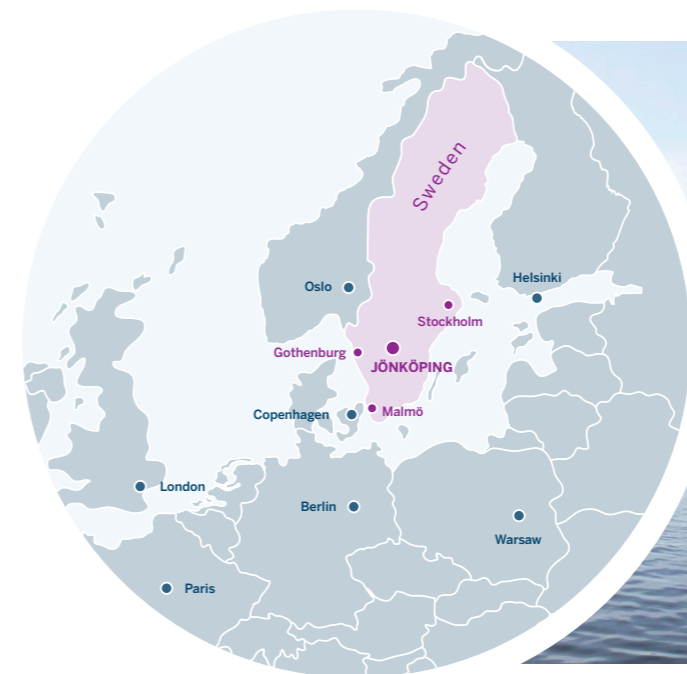 Sweden
Helsinki
Oslo
Stockholm
Gothenburg
JÖNKÖPING
Copenhagen
Malmö
London
Berlin
Warsaw
Paris